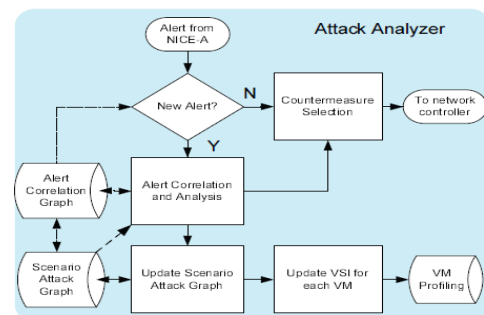 Attack Analyzer
Alert from
NICE-A
New Alert?
N
Countermeasure
Selection
To network
controller
Y
Alert
Correlation
Graph
Alert Correlation
and Analysis
Scenario
Attack
Graph
Update Scenario
Attack Graph
Update VSI for
each VM
VM
Profiling